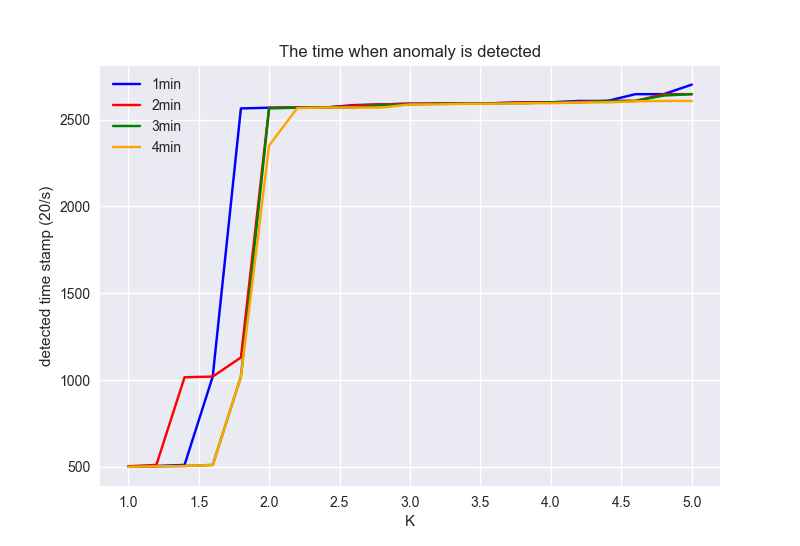 The time when anomaly is detected
1min
2min
3min
4min
detected time stamp (20/s)
2500
2000
1500
1000
500
1.0 1.5 2.0 2.5 3.0 3.5 4.0 4.5 5.0
K